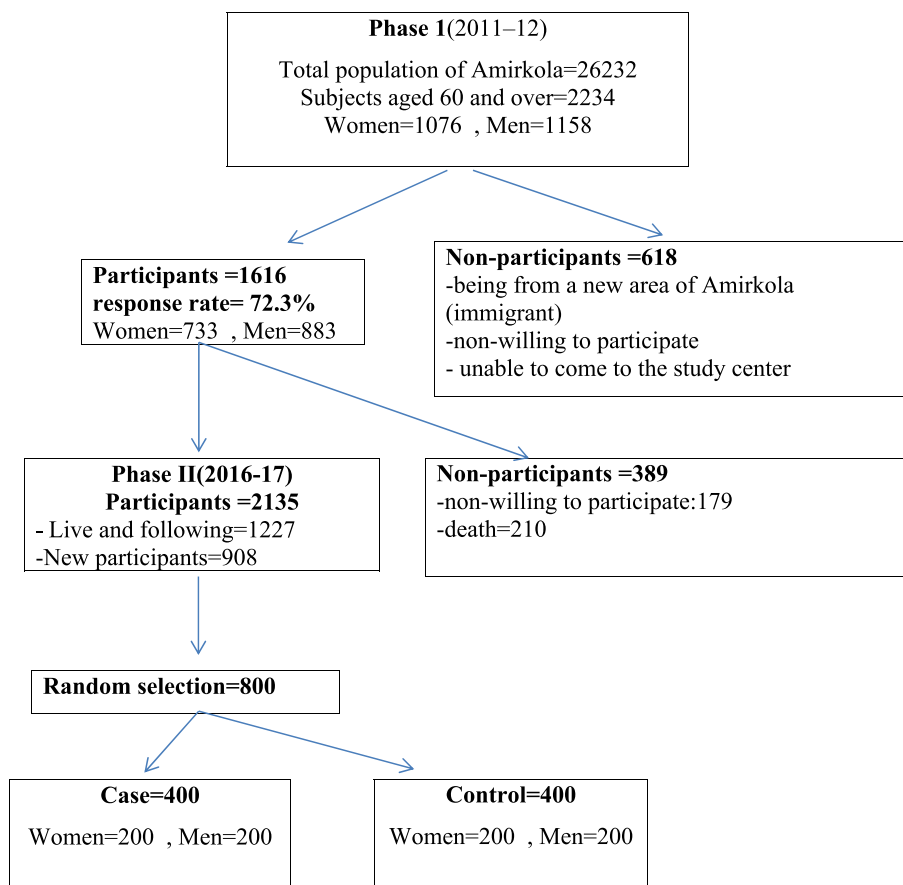 Phase 1(2011–12)
Total population of Amirkola=26232
Subjects aged 60 and over=2234
Women=1076 , Men=1158
Participants =1616
response rate= 72.3%
Women=733 , Men=883
Non-participants =618
-being from a new area of Amirkola
(immigrant)
-non-willing to participate
- unable to come to the study center
Phase II(2016-17)
Participants =2135
- Live and following=1227
-New participants=908
Non-participants =389
-non-willing to participate:179
-death=210
Random selection=800
Case=400
Women=200 , Men=200
Control=400
Women=200 , Men=200